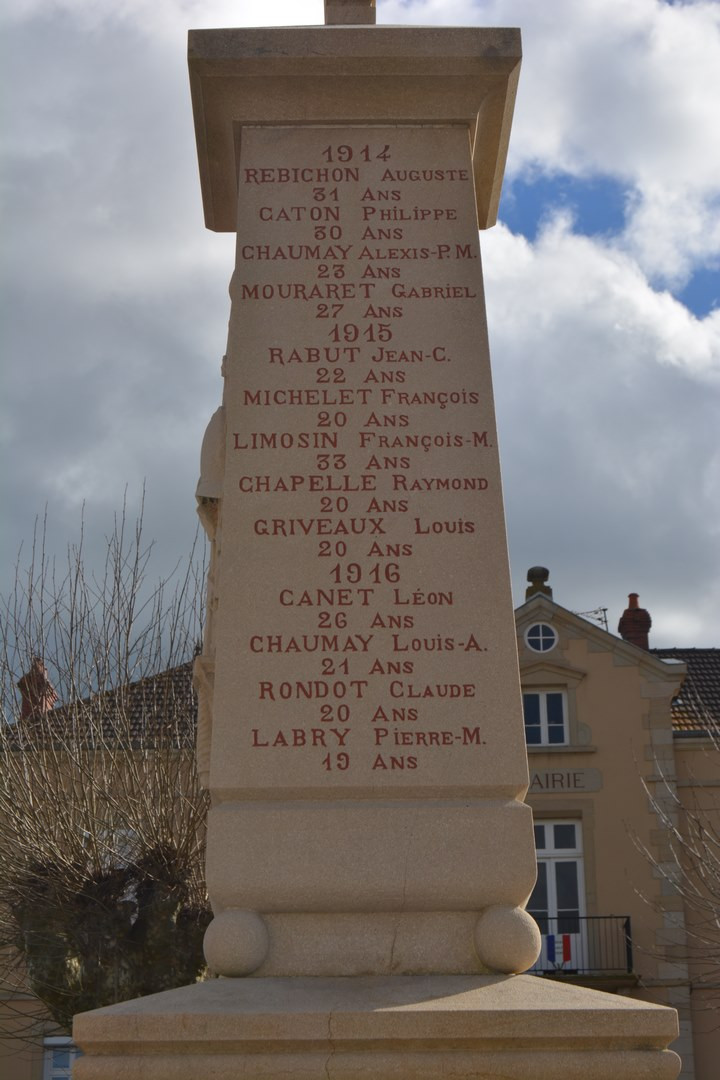 1914
REBICHON AUGUSTE
31 ANS
CATON PHILIPPE
30 ANS
CHAUMAY ALEXIS-P.M.
23 ANS
MOURARET GABRIEL
27 ANS
1915
RABUT JEAN-C.
22 ANS
MICHELET FRANÇOIS
20 ANS
LIMOSIN FRANÇOIS-M.
33 ANS
CHAPELLE RAYMOND
20 ANS
GRIVEAUX LOUIS
20 ANS
1916
CANET LÉON
26 ANS
CHAUMAY LOUIS-A.
21 ANS
RONDOT CLAUDE
20 ANS
LABRY PIERRE-M.
19 ANS
AIRIE